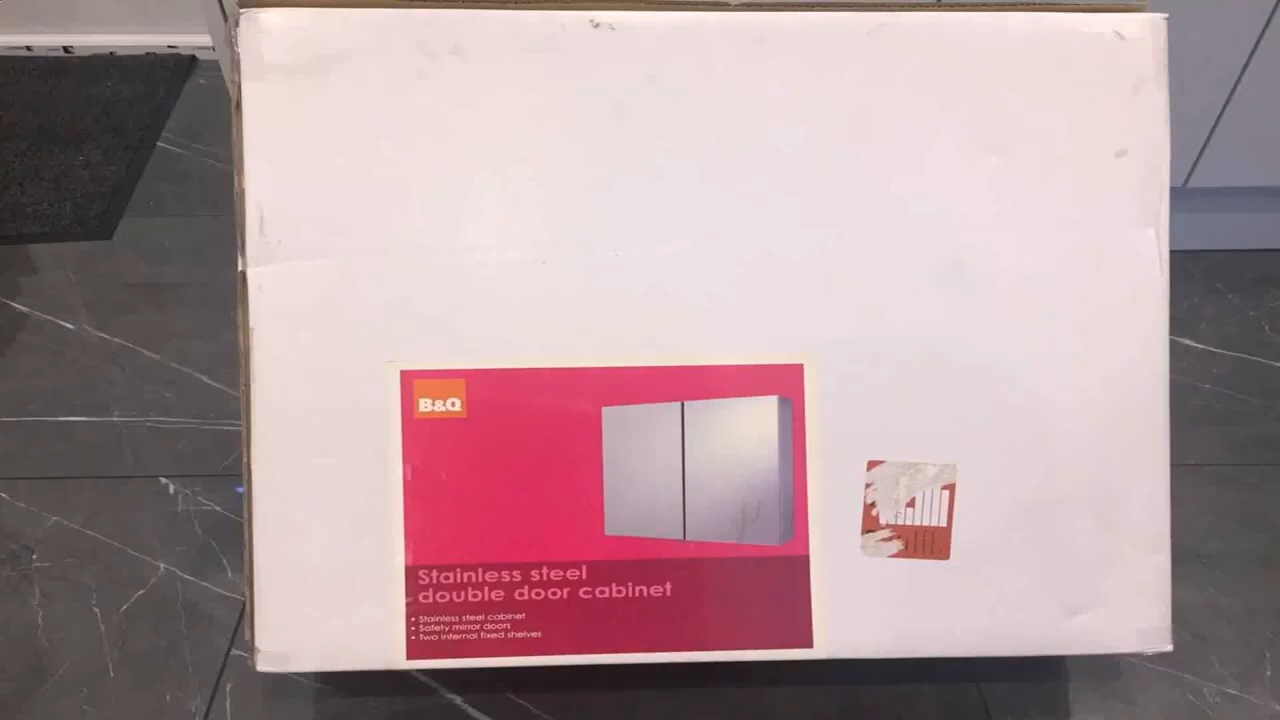 B&Q
Stainless steel
double door cabinet
• Stainless steel cabinet
• Safety mirror doors
• Two internal fixed shelves